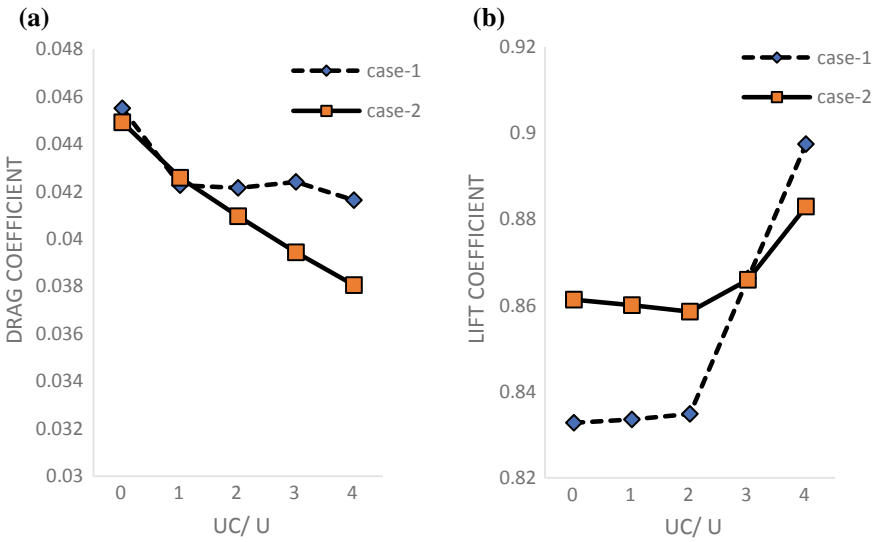 (a)
0.048
0.046
0.044
0.042
0.04
0.038
0.036
0.034
0.032
0.03
DRAG COEFFICIENT
case-1
case-2
0 1 2 3 4
UC/ U
(b)
0.92
0.9
0.88
0.86
0.84
0.82
LIFT COEFFICIENT
case-1
case-2
0 1 2 3 4
UC/ U